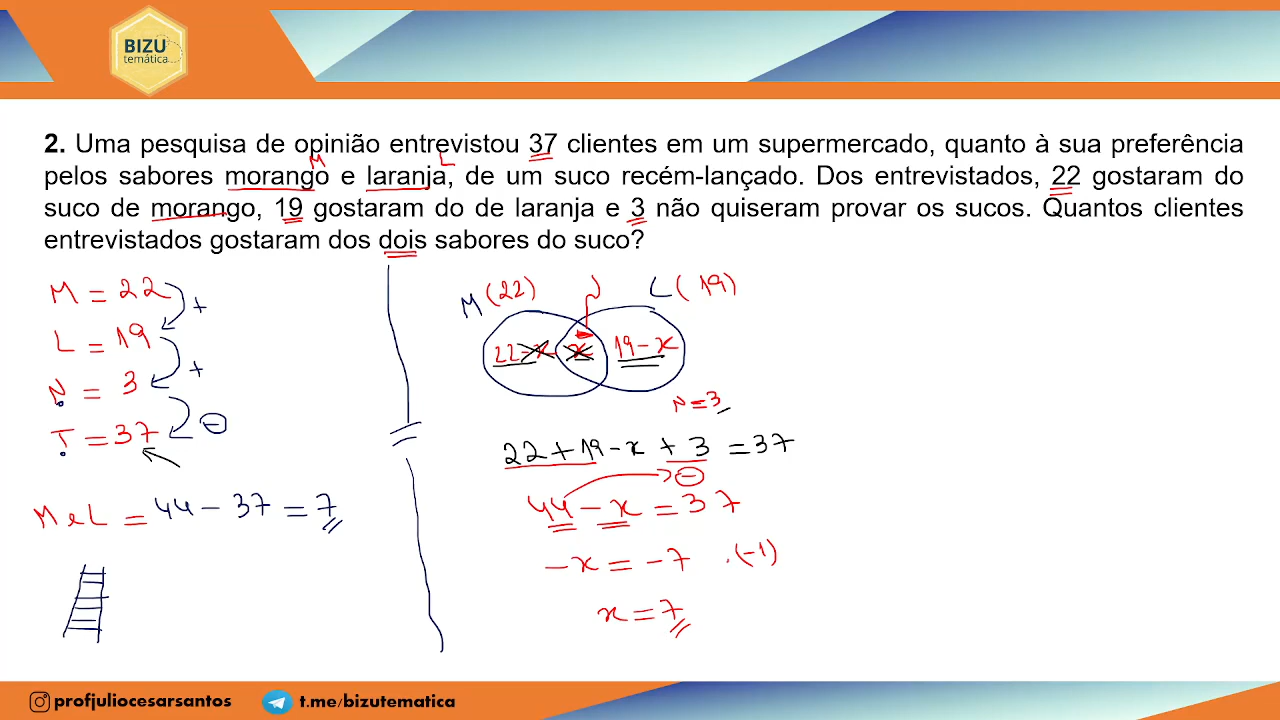 BIZU
temática
2. Uma pesquisa de opinião entrevistou 37 clientes em um supermercado, quanto à sua preferência
M L
pelos sabores morango e laranja, de um suco recém-lançado. Dos entrevistados, 22 gostaram do
suco de morango, 19 gostaram do de laranja e 3 não quiseram provar os sucos. Quantos clientes
entrevistados gostaram dos dois sabores do suco?
M = 22
+
L = 19
+
N = 3
-
T = 37
M e L = 44 - 37 = 7
M (22) L (19)
22 - x x 19 - x
N = 3
22 + 19 - x + 3 = 37
-
44 - x = 37
-x = -7 .(-1)
x = 7
profjuliocesarsantos t.me/bizutematica